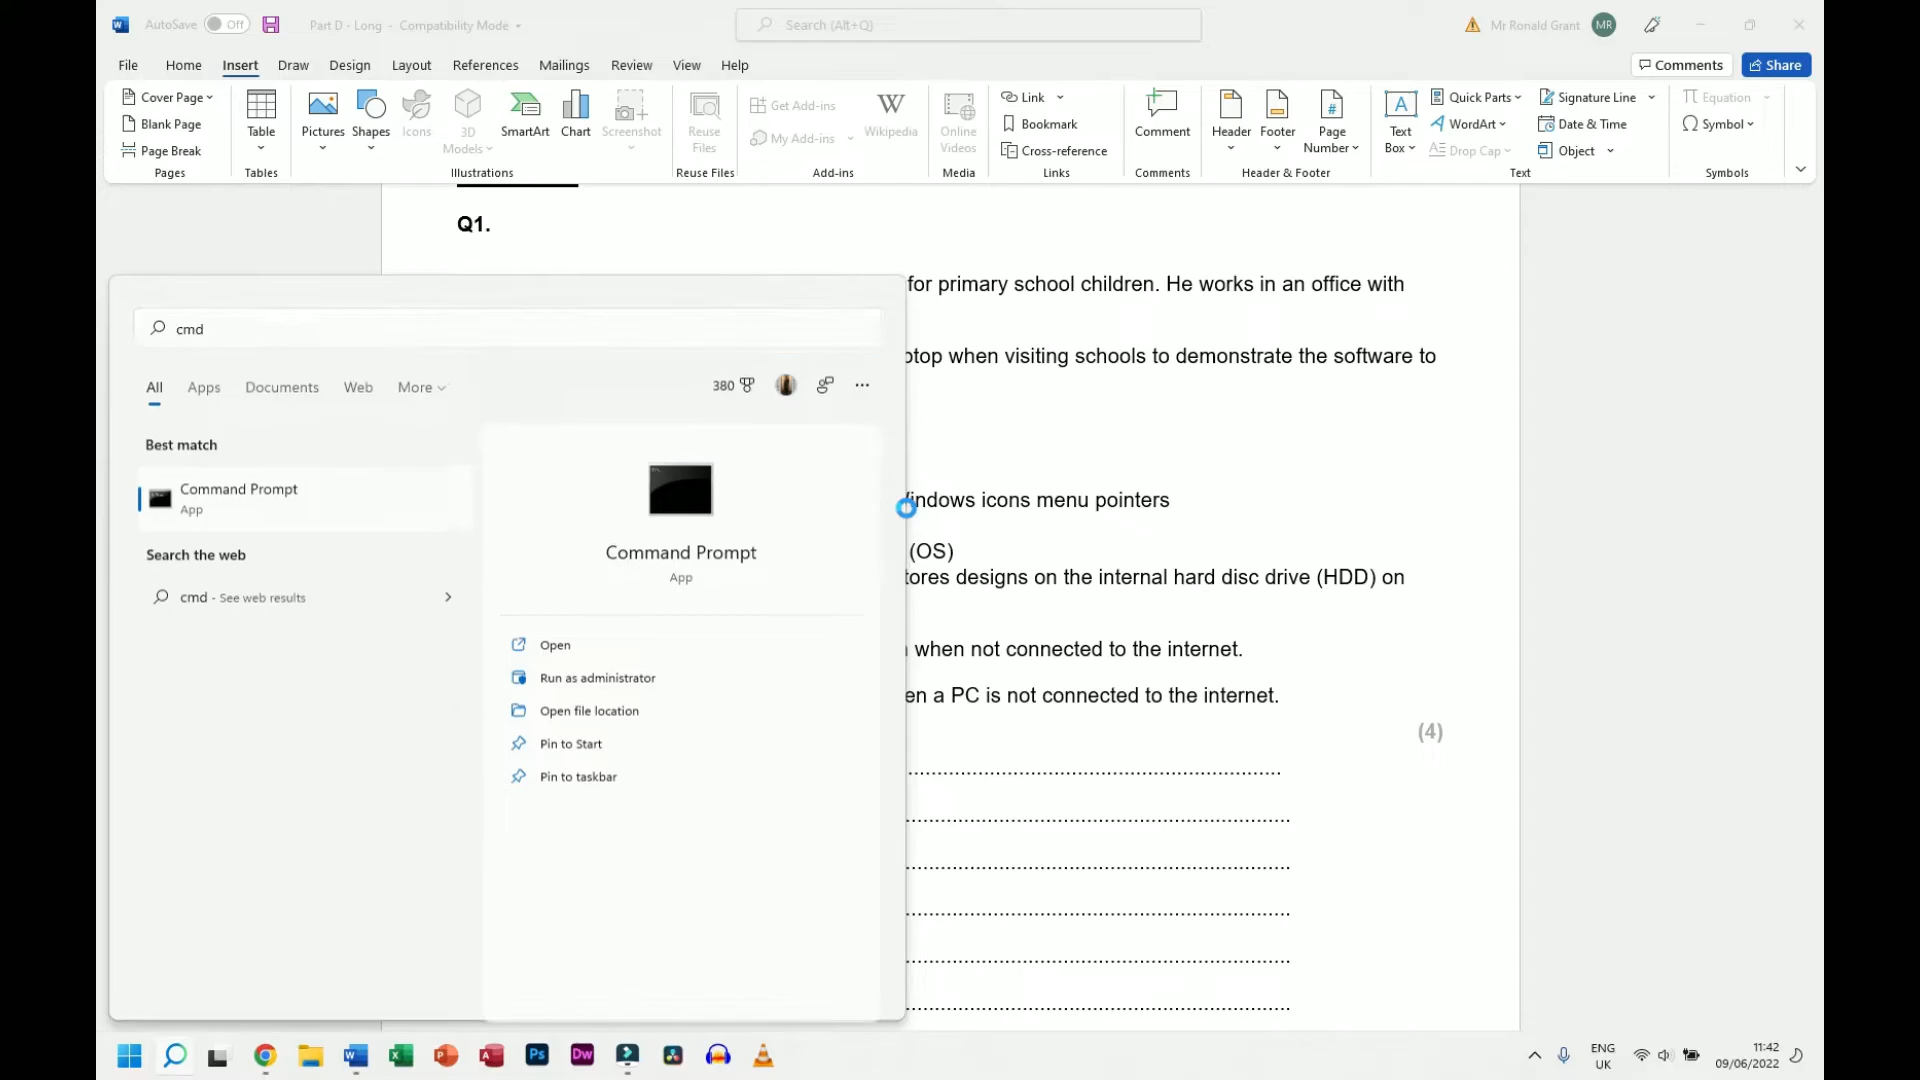 AutoSave Off Part D - Long - Compatibility Mode
Search (Alt+Q)
Mr Ronald Grant MR
File Home Insert Draw Design Layout References Mailings Review View Help
Comments Share
Cover Page
Blank Page
Page Break
Pages
Table
Tables
Pictures Shapes Icons 3D Models SmartArt Chart Screenshot
Illustrations
Reuse Files
Reuse Files
Get Add-ins
My Add-ins
Wikipedia
Add-ins
Online Videos
Media
Link
Bookmark
Cross-reference
Links
Comment
Comments
Header Footer Page Number
Header & Footer
Text Box
Quick Parts
WordArt
Drop Cap
Signature Line
Date & Time
Object
Text
Equation
Symbol
Symbols
Q1.
for primary school children. He works in an office with
when visiting schools to demonstrate the software to
icons menu pointers
(OS)
designs on the internal hard disc drive (HDD) on
when not connected to the internet.
a PC is not connected to the internet.
(4)
cmd
All Apps Documents Web More
380
Best match
Command Prompt
App
Search the web
cmd - See web results
Command Prompt
App
Open
Run as administrator
Open file location
Pin to Start
Pin to taskbar
ENG
UK
11:42
09/06/2022